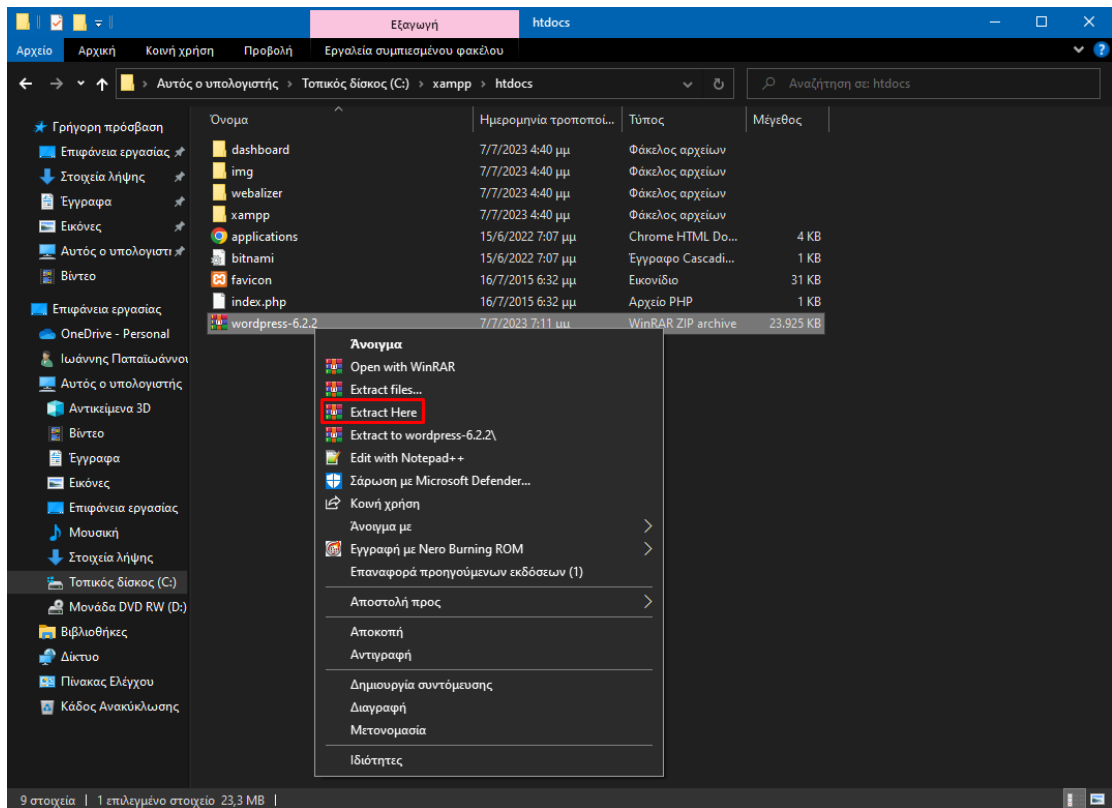 Εξαγωγή
htdocs
Αρχείο Αρχική Κοινή χρήση Προβολή Εργαλεία συμπιεσμένου φακέλου
Αυτός ο υπολογιστής › Τοπικός δίσκος (C:) › xampp › htdocs
Αναζήτηση σε: htdocs
Όνομα Ημερομηνία τροποποί... Τύπος Μέγεθος
Γρήγορη πρόσβαση
Επιφάνεια εργασίας
Στοιχεία λήψης
Έγγραφα
Εικόνες
Αυτός ο υπολογιστι
Βίντεο
Επιφάνεια εργασίας
OneDrive - Personal
Ιωάννης Παπαϊωάννου
Αυτός ο υπολογιστής
Αντικείμενα 3D
Βίντεο
Έγγραφα
Εικόνες
Επιφάνεια εργασίας
Μουσική
Στοιχεία λήψης
Τοπικός δίσκος (C:)
Μονάδα DVD RW (D:)
Βιβλιοθήκες
Δίκτυο
Πίνακας Ελέγχου
Κάδος Ανακύκλωσης
dashboard 7/7/2023 4:40 μμ Φάκελος αρχείων
img 7/7/2023 4:40 μμ Φάκελος αρχείων
webalizer 7/7/2023 4:40 μμ Φάκελος αρχείων
xampp 7/7/2023 4:40 μμ Φάκελος αρχείων
applications 15/6/2022 7:07 μμ Chrome HTML Do... 4 KB
bitnami 15/6/2022 7:07 μμ Έγγραφο Cascadi... 1 KB
favicon 16/7/2015 6:32 μμ Εικονίδιο 31 KB
index.php 16/7/2015 6:32 μμ Αρχείο PHP 1 KB
wordpress-6.2.2 7/7/2023 7:11 μμ WinRAR ZIP archive 23.925 KB
Άνοιγμα
Open with WinRAR
Extract files...
Extract Here
Extract to wordpress-6.2.2\
Edit with Notepad++
Σάρωση με Microsoft Defender...
Κοινή χρήση
Άνοιγμα με
Εγγραφή με Nero Burning ROM
Επαναφορά προηγούμενων εκδόσεων (1)
Αποστολή προς
Αποκοπή
Αντιγραφή
Δημιουργία συντόμευσης
Διαγραφή
Μετονομασία
Ιδιότητες
9 στοιχεία | 1 επιλεγμένο στοιχείο 23,3 MB |